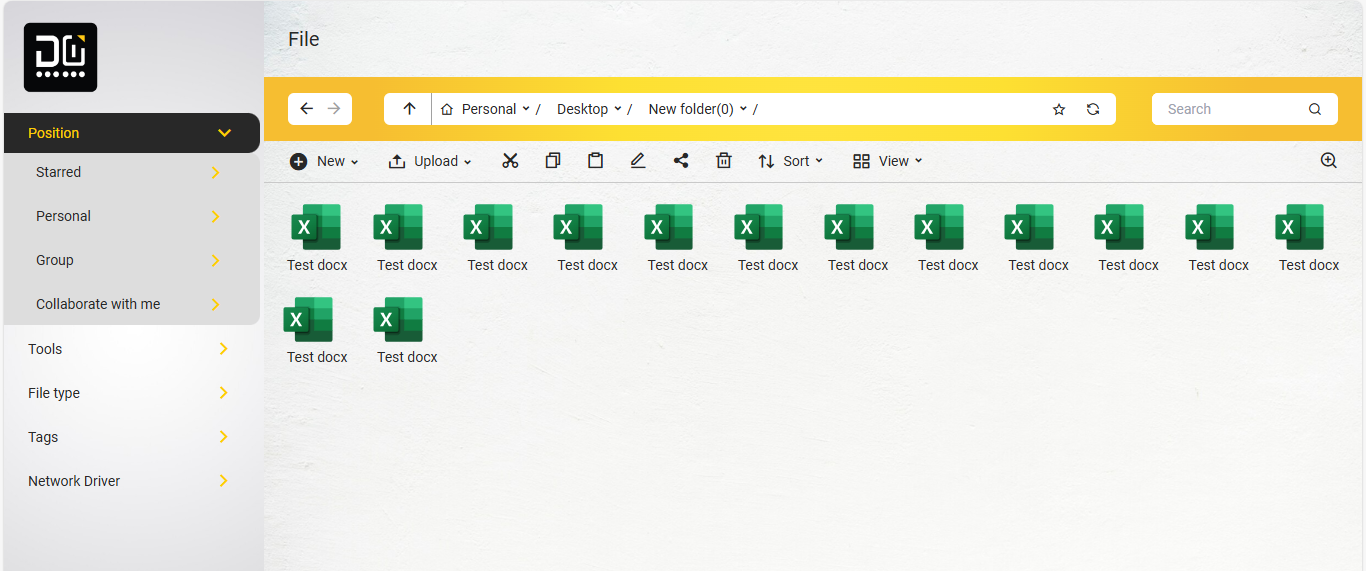 File
Personal / Desktop / New folder(0) /
Search
Position
Starred
Personal
Group
Collaborate with me
Tools
File type
Tags
Network Driver
New Upload Sort View
X X X X X X X X X X X X
Test docx Test docx Test docx Test docx Test docx Test docx Test docx Test docx Test docx Test docx Test docx Test docx
X X
Test docx Test docx